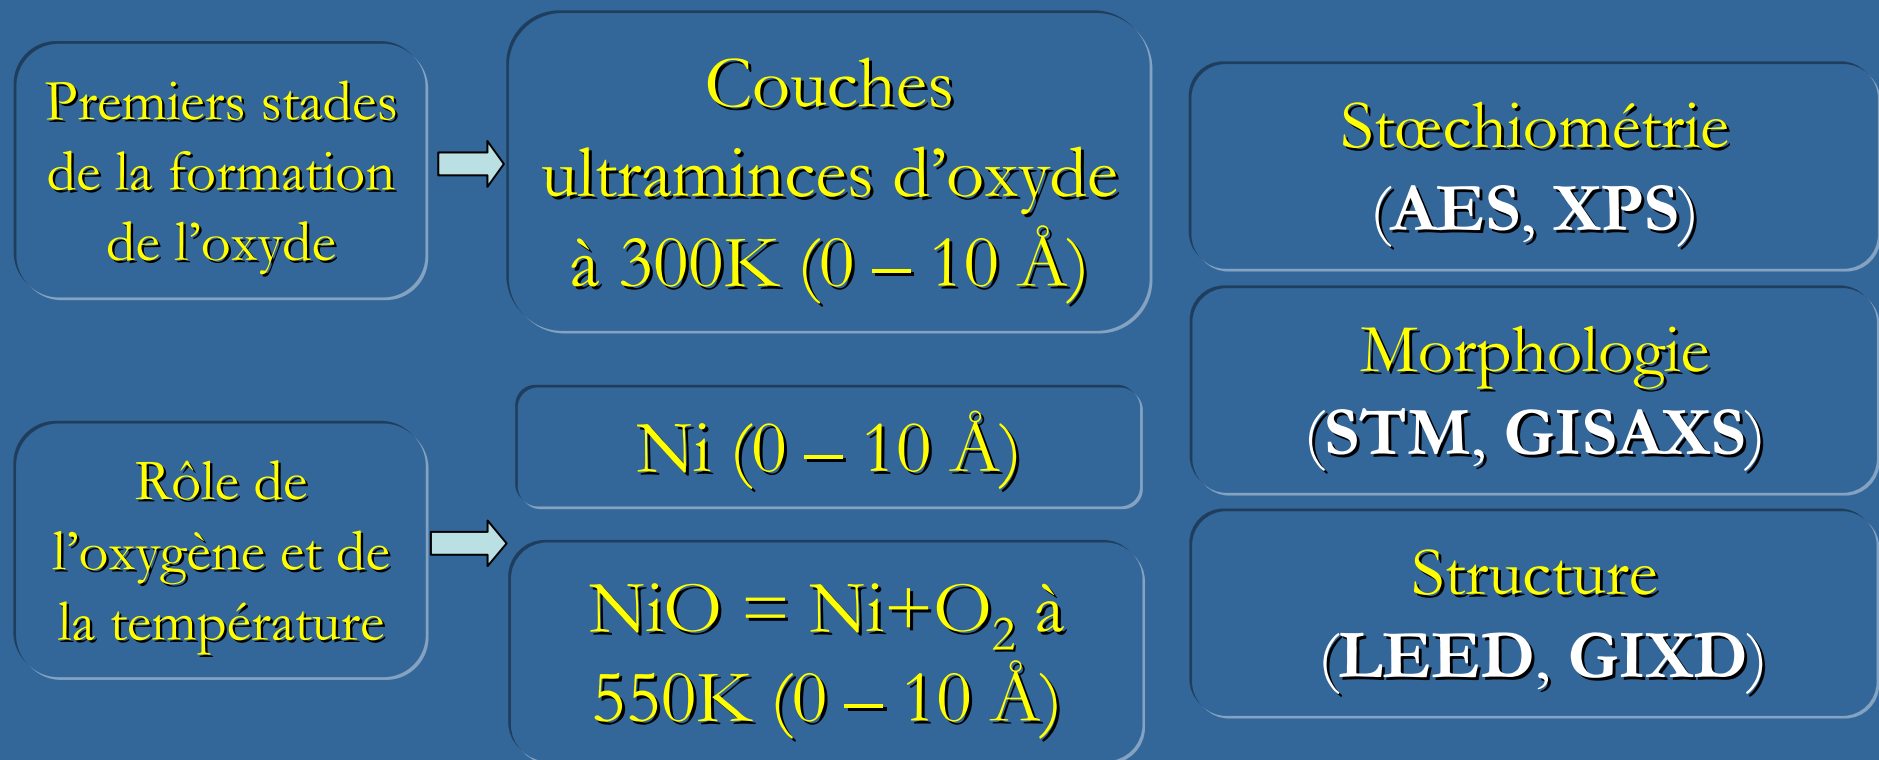 Premiers stades
de la formation
de l’oxyde
Couches
ultraminces d’oxyde
à 300K (0 – 10 Å)
Rôle de
l’oxygène et de
la température
Ni (0 – 10 Å)
NiO = Ni+O₂ à
550K (0 – 10 Å)
Stœchiométrie
(AES, XPS)
Morphologie
(STM, GISAXS)
Structure
(LEED, GIXD)